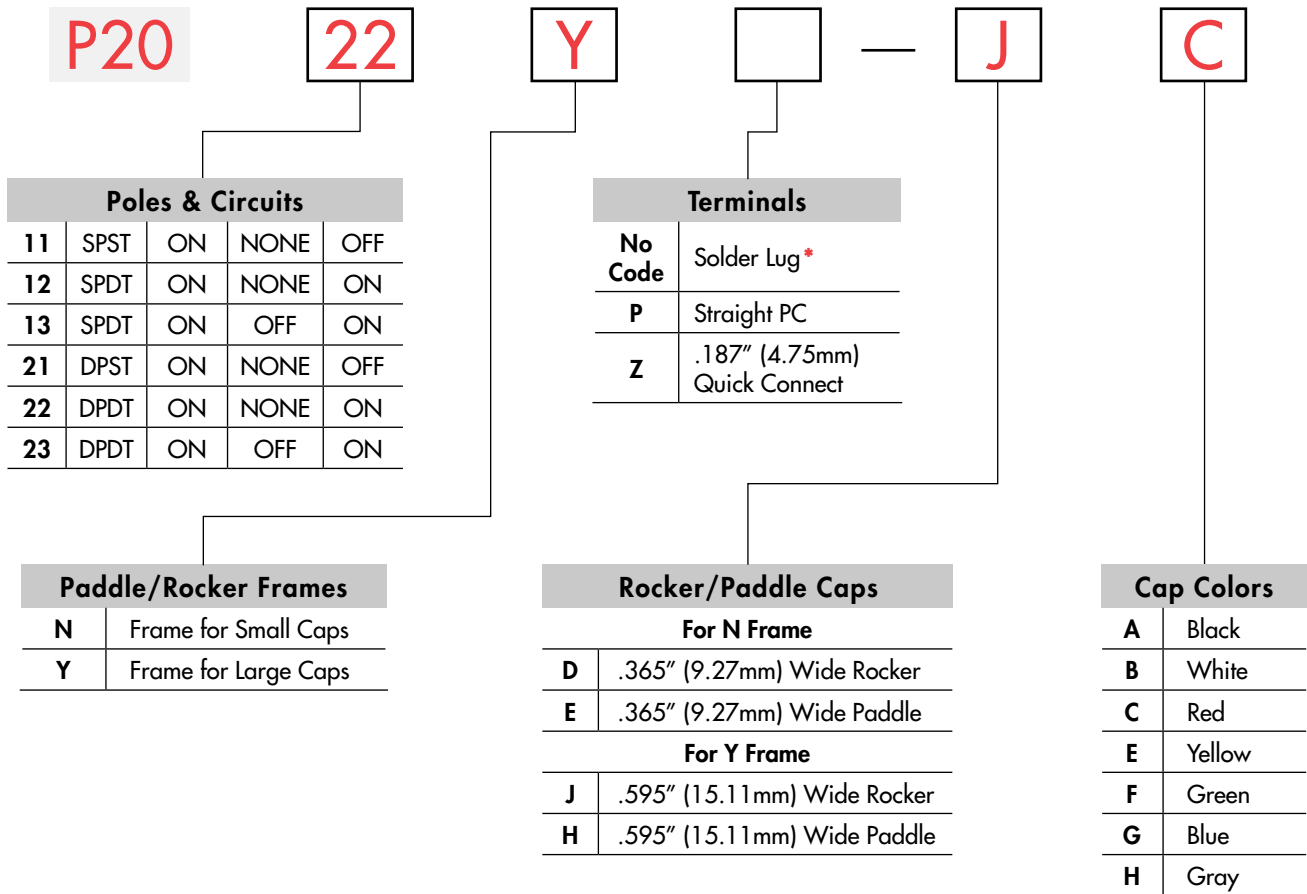 P20 22 Y — J C
Poles & Circuits
11 SPST ON NONE OFF
12 SPDT ON NONE ON
13 SPDT ON OFF ON
21 DPST ON NONE OFF
22 DPDT ON NONE ON
23 DPDT ON OFF ON
Terminals
No
Code Solder Lug*
P Straight PC
Z .187" (4.75mm)
Quick Connect
Paddle/Rocker Frames
N Frame for Small Caps
Y Frame for Large Caps
Rocker/Paddle Caps
For N Frame
D .365" (9.27mm) Wide Rocker
E .365" (9.27mm) Wide Paddle
For Y Frame
J .595" (15.11mm) Wide Rocker
H .595" (15.11mm) Wide Paddle
Cap Colors
A Black
B White
C Red
E Yellow
F Green
G Blue
H Gray